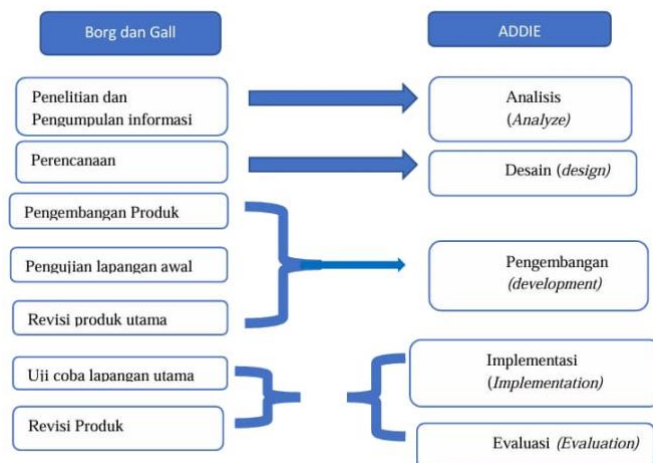 Borg dan Gall
ADDIE
Penelitian dan
Pengumpulan informasi
Analisis
(Analyze)
Perencanaan
Desain (design)
Pengembangan Produk
Pengujian lapangan awal
Revisi produk utama
Pengembangan
(development)
Uji coba lapangan utama
Revisi Produk
Implementasi
(Implementation)
Evaluasi (Evaluation)